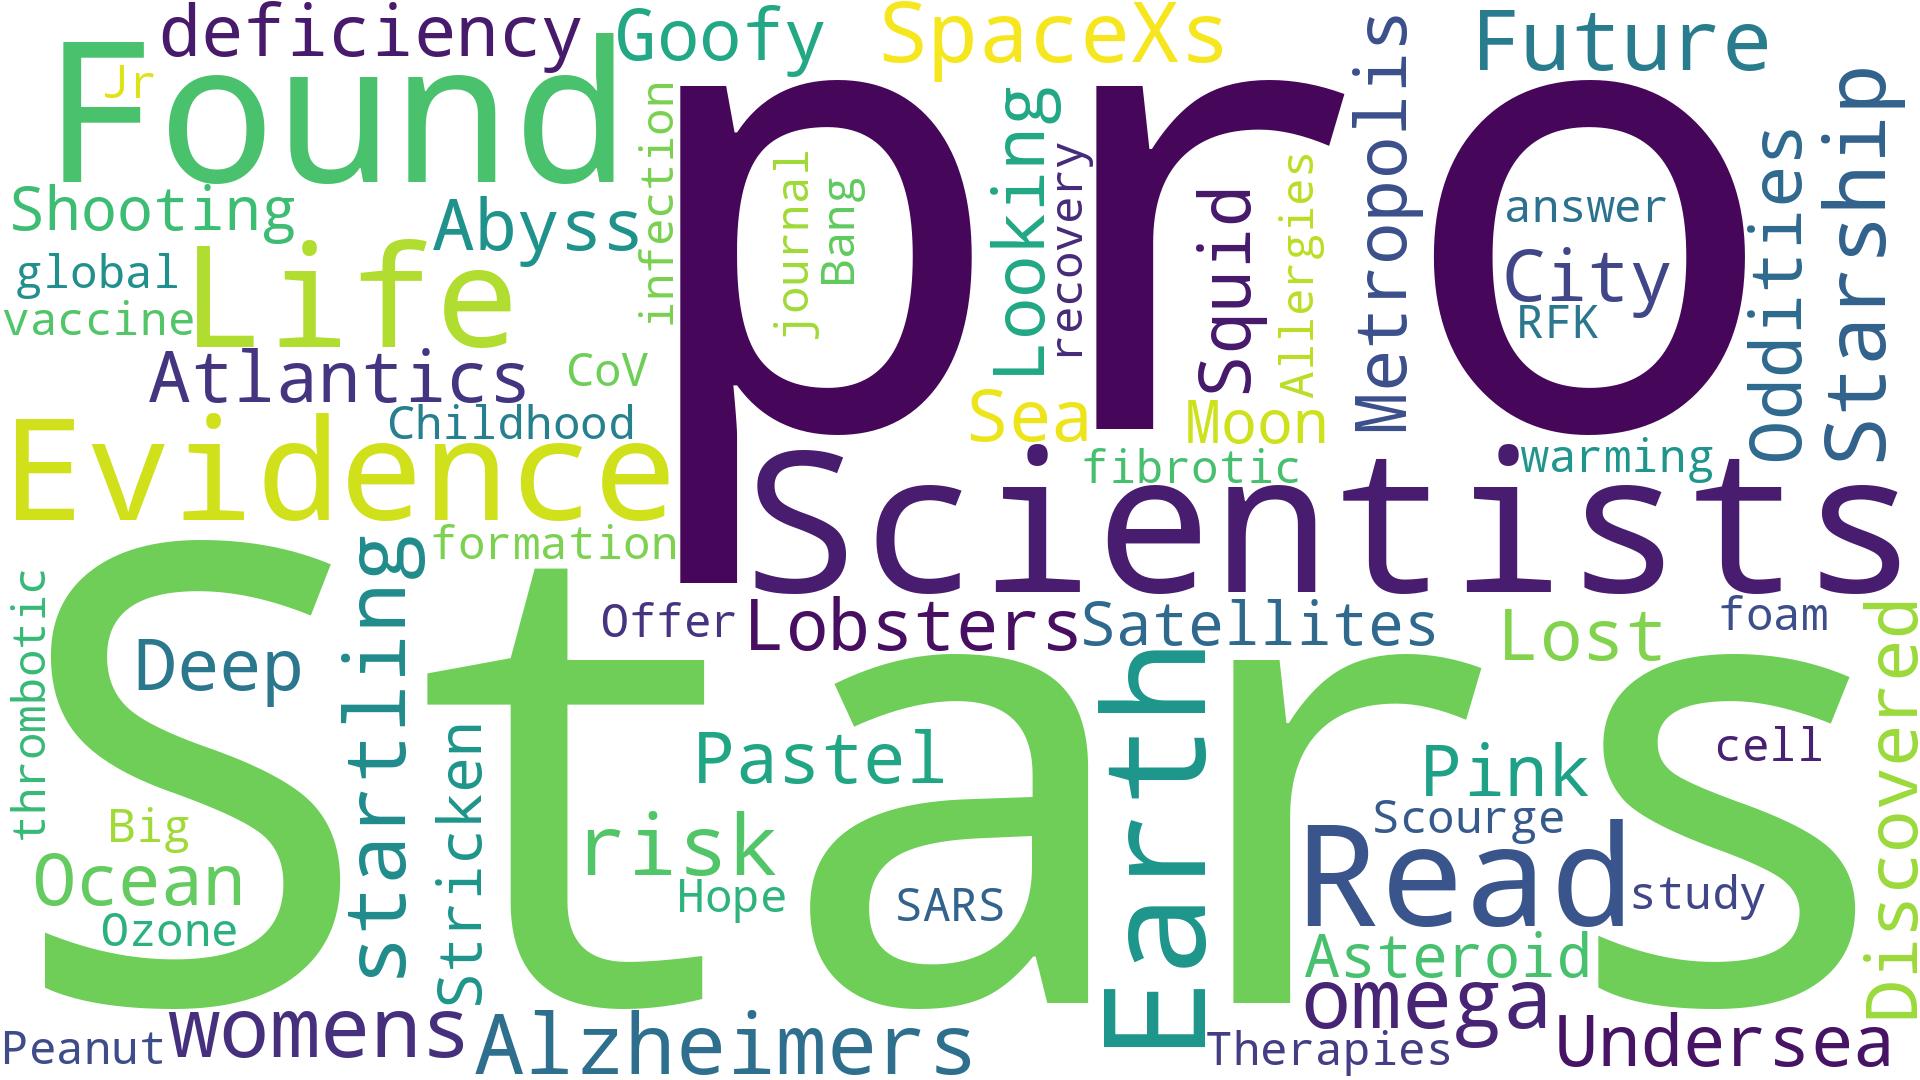 deficiency
Goofy
SpaceXs
Future
Found
Jr
pro
Shooting
Abyss
infection
journal
Bang
Looking
recovery
Squid
Allergies
Metropolis
answer
City
RFK
Oddities
Starship
global
Life
vaccine
Atlantics
CoV
Childhood
Sea
Moon
Evidence
fibrotic
warming
Scientists
formation
startling
thrombotic
Stars
Offer
Lobsters
Satellites
Lost
foam
Discovered
Deep
Earth
Stricken
Pastel
Pink
cell
Big
risk
Scourge
Read
Ocean
Hope
SARS
study
Ozone
Asteroid
omega
Peanut
womens
Alzheimers
Therapies
Undersea